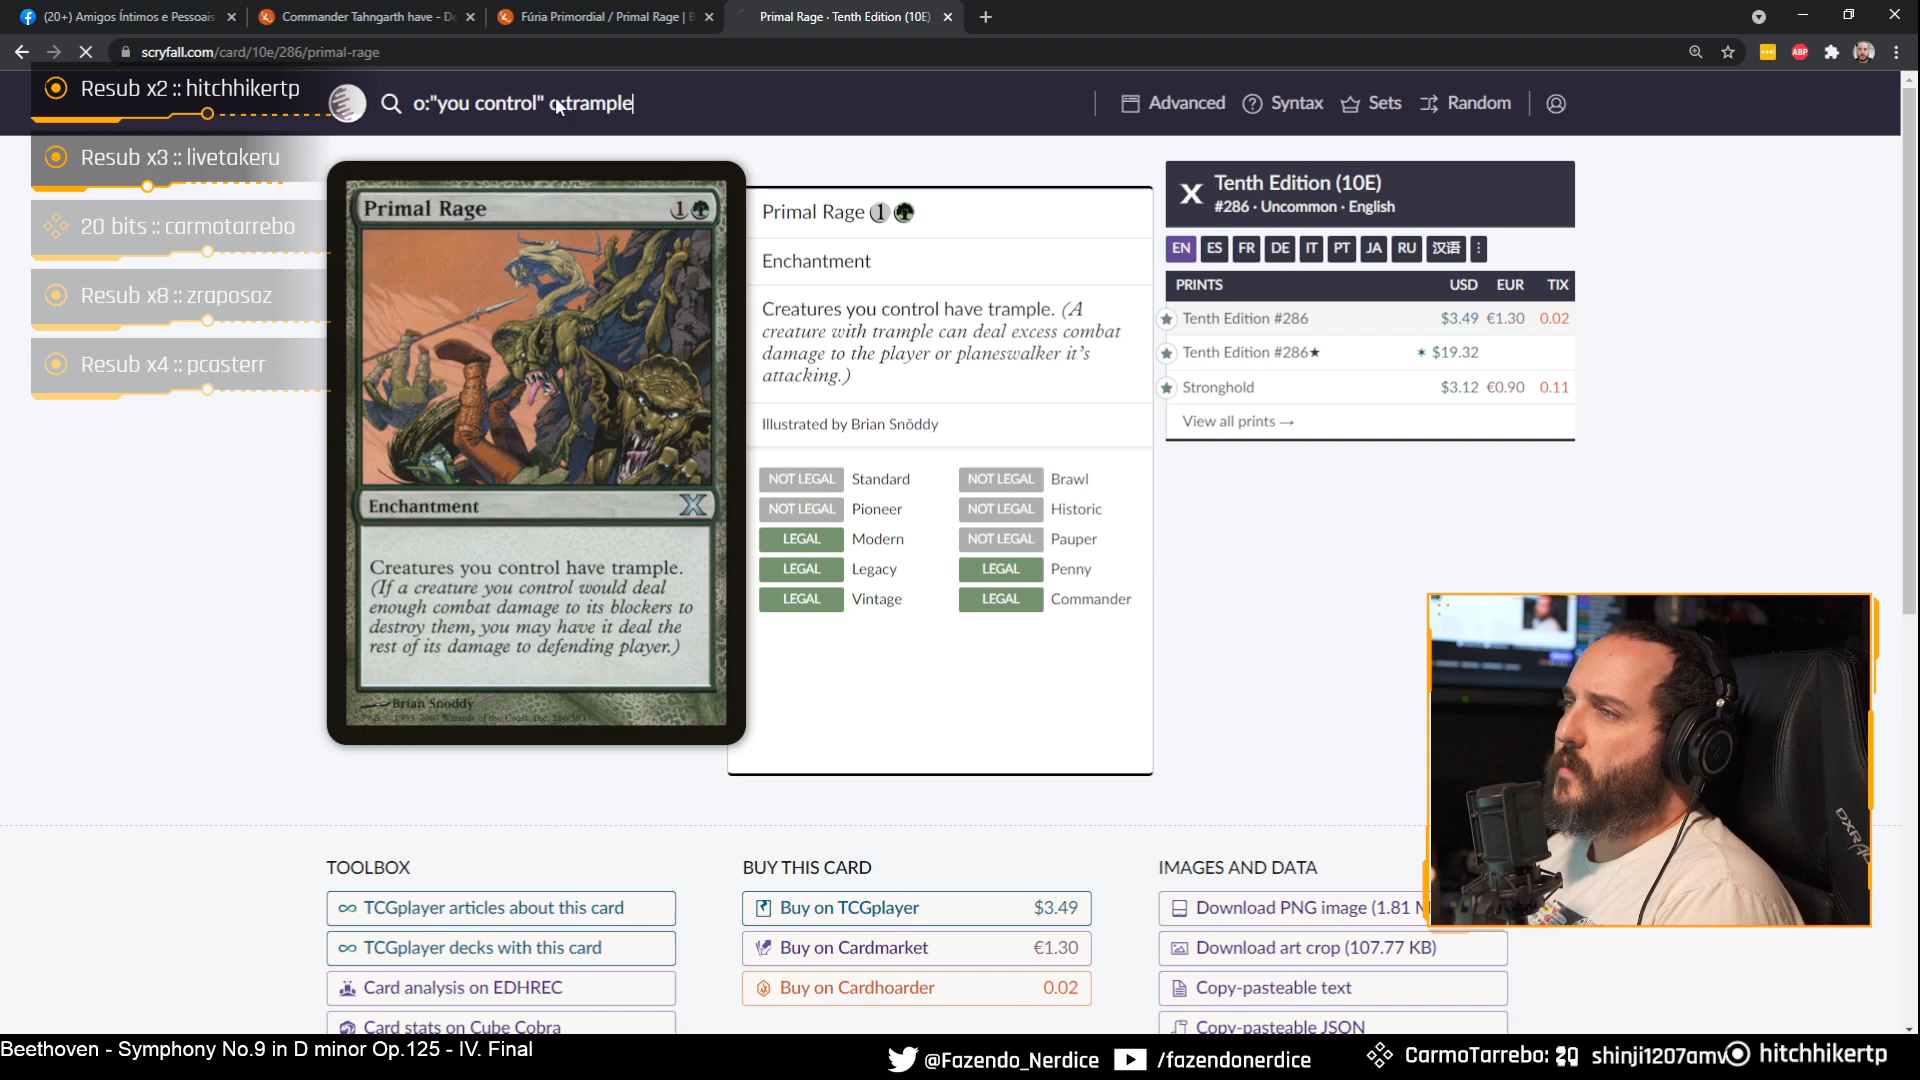 (20+) Amigos Íntimos e Pessoais
Commander Tahngarth have - De
Fúria Primordial / Primal Rage | B
Primal Rage · Tenth Edition (10E)
scryfall.com/card/10e/286/primal-rage
ABP
Resub x2 :: hitchhikertp
Resub x3 :: livetakeru
20 bits :: carmotarrebo
Resub x8 :: zraposoz
Resub x4 :: pcasterr
o:"you control" o:trample
Advanced
Syntax
Sets
Random
Primal Rage 1
Enchantment
Creatures you control have trample.
(If a creature you control would deal
enough combat damage to its blockers to
destroy them, you may have it deal the
rest of its damage to defending player.)
Brian Snoddy
Primal Rage 1
Enchantment
Creatures you control have trample. (A
creature with trample can deal excess combat
damage to the player or planeswalker it's
attacking.)
Illustrated by Brian Snöddy
NOT LEGAL Standard NOT LEGAL Brawl
NOT LEGAL Pioneer NOT LEGAL Historic
LEGAL Modern NOT LEGAL Pauper
LEGAL Legacy LEGAL Penny
LEGAL Vintage LEGAL Commander
Tenth Edition (10E)
#286 · Uncommon · English
EN ES FR DE IT PT JA RU 汉语
PRINTS USD EUR TIX
Tenth Edition #286 $3.49 €1.30 0.02
Tenth Edition #286★ ✶ $19.32
Stronghold $3.12 €0.90 0.11
View all prints →
TOOLBOX
TCGplayer articles about this card
TCGplayer decks with this card
Card analysis on EDHREC
Card stats on Cube Cobra
BUY THIS CARD
Buy on TCGplayer $3.49
Buy on Cardmarket €1.30
Buy on Cardhoarder 0.02
IMAGES AND DATA
Download PNG image (1.81 M
Download art crop (107.77 KB)
Copy-pasteable text
Copy-pasteable JSON
Beethoven - Symphony No.9 in D minor Op.125 - IV. Final
@Fazendo_Nerdice
/fazendonerdice
CarmoTarrebo: 20
shinji1207amv
hitchhikertp